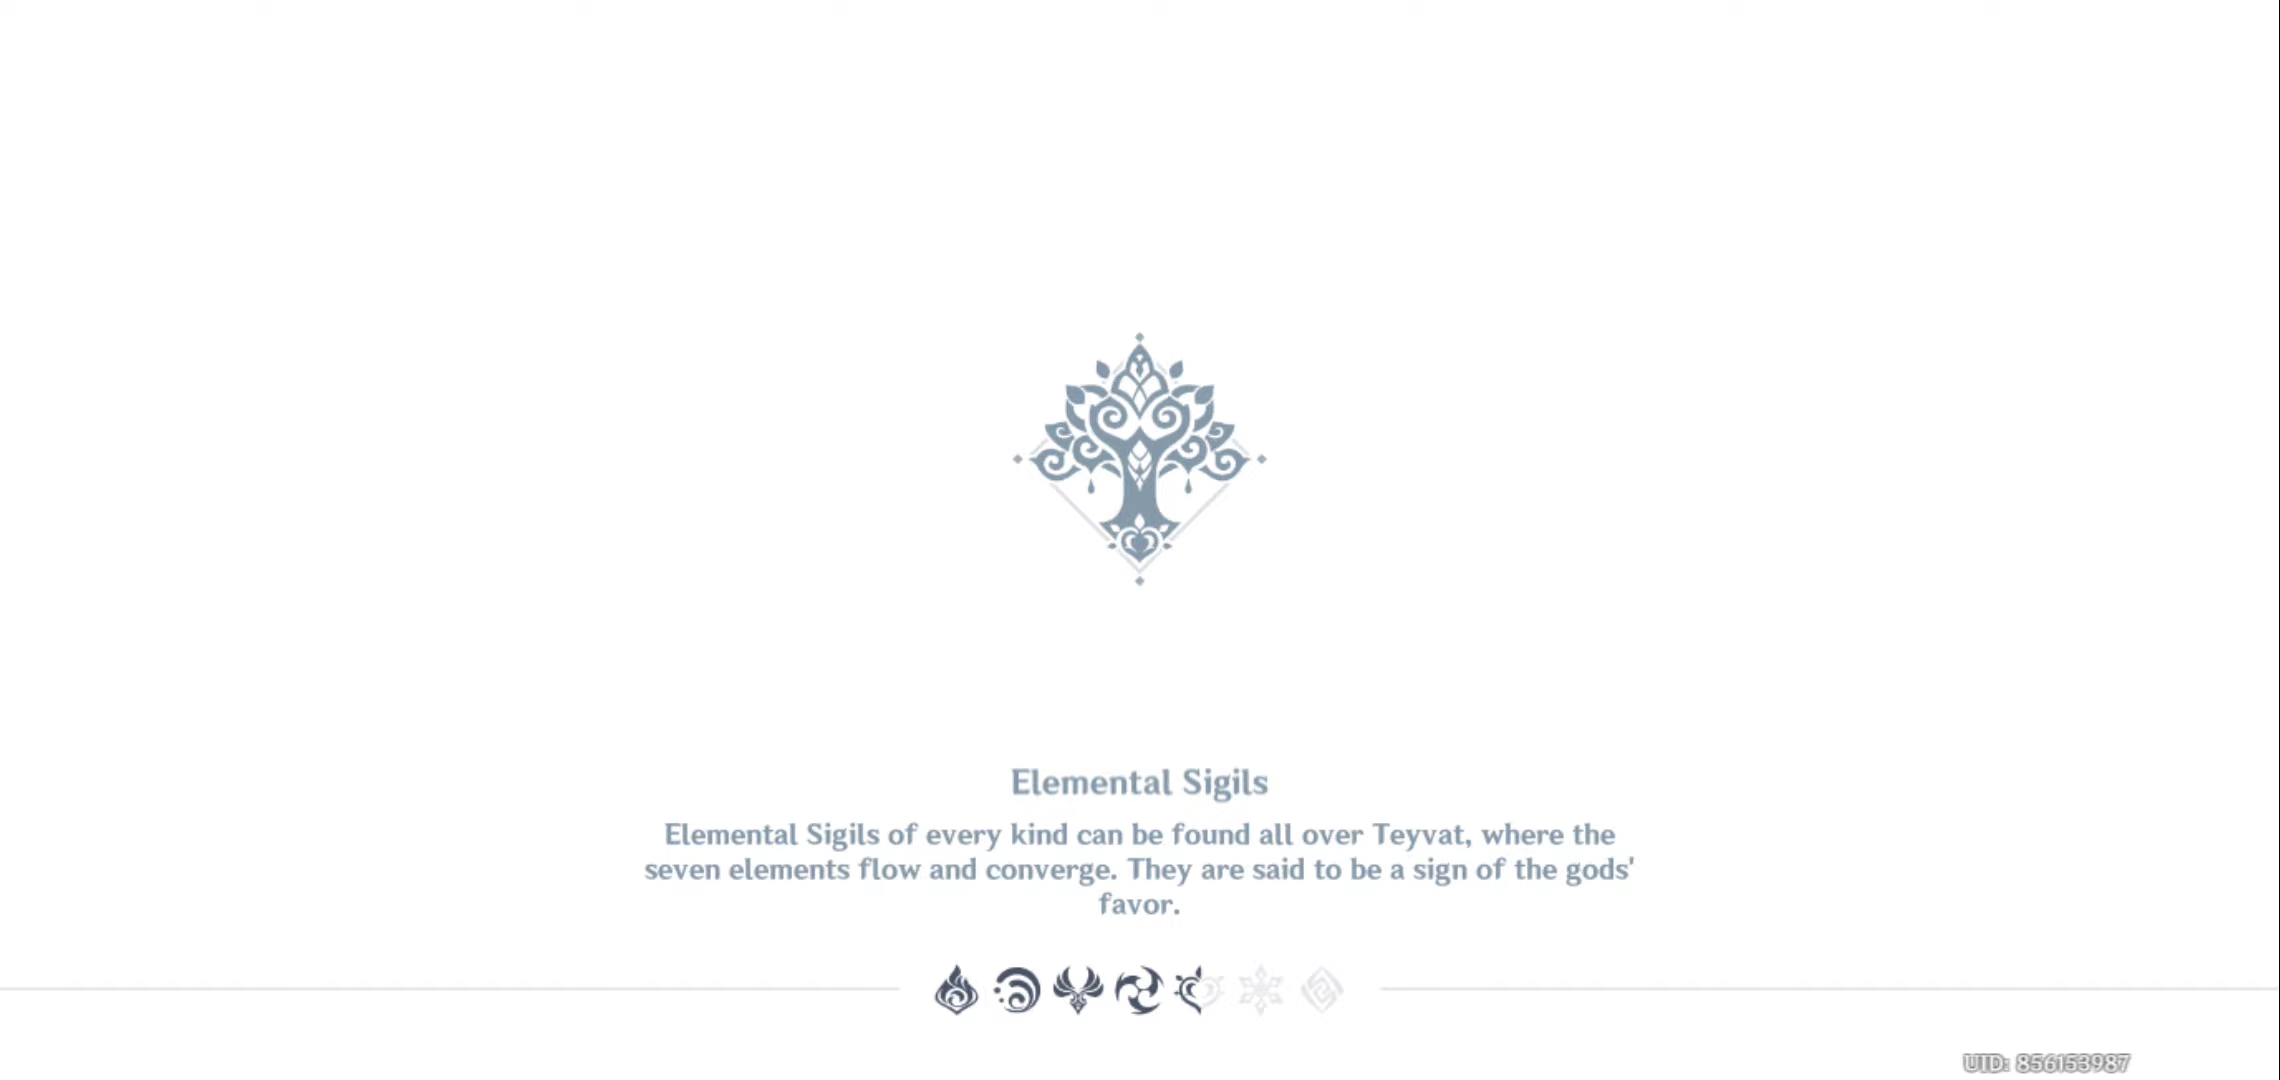 Elemental Sigils
Elemental Sigils of every kind can be found all over Teyvat, where the
seven elements flow and converge. They are said to be a sign of the gods'
favor.
UID: 856153987